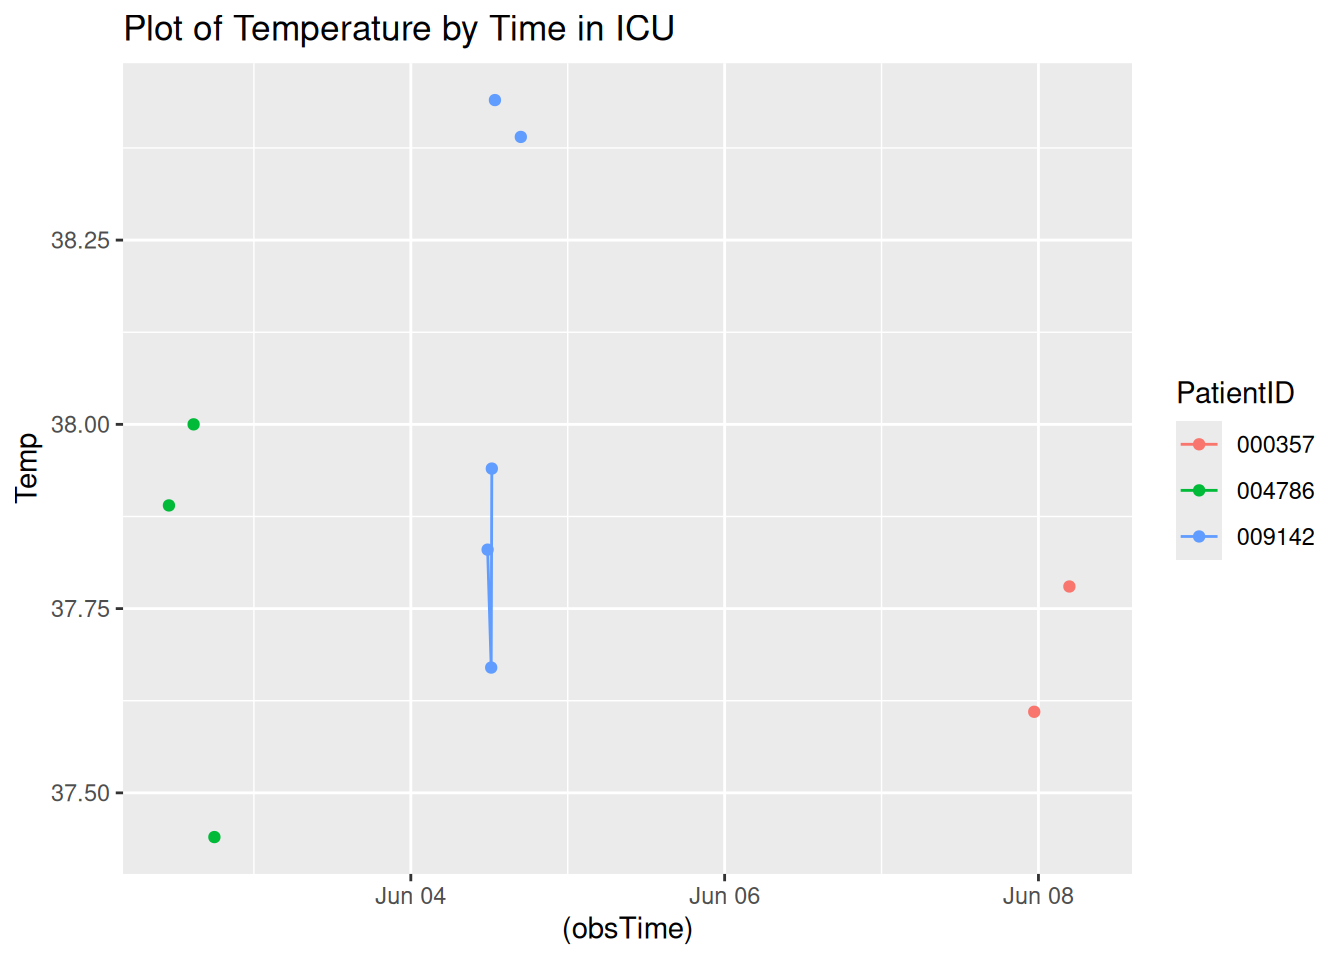 Plot of Temperature by Time in ICU
38.25
38.00
37.75
37.50
Temp
Jun 04
Jun 06
Jun 08
(obsTime)
PatientID
000357
004786
009142